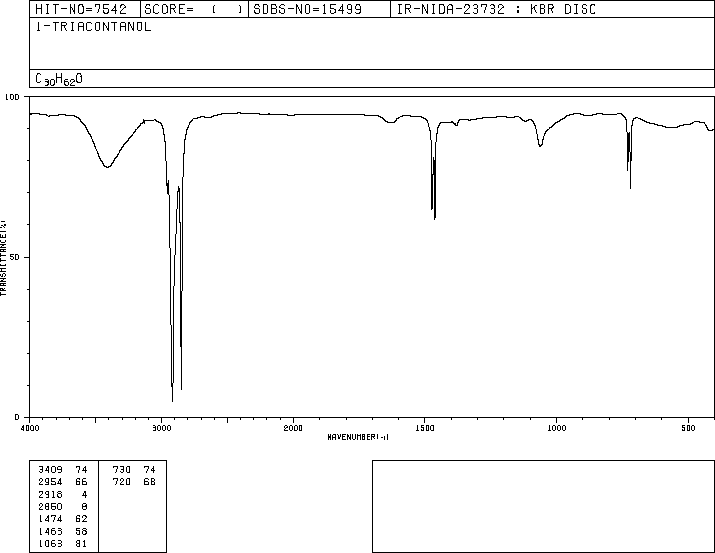 HIT-NO=7542 SCORE= ( ) SDBS-NO=15499 IR-NIDA-23732 : KBR DISC
1-TRIACONTANOL
C30H62O
100
50
0
TRANSMITTANCE(%)
4000 3000 2000 1500 1000 500
WAVENUMBER(-1)
3409 74 730 74
2954 66 720 68
2918 4
2850 8
1474 62
1463 58
1063 81